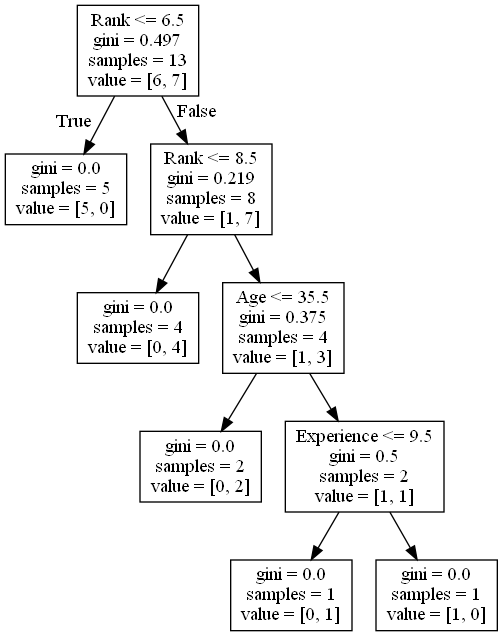 Rank <= 6.5
gini = 0.497
samples = 13
value = [6, 7]
True
False
gini = 0.0
samples = 5
value = [5, 0]
Rank <= 8.5
gini = 0.219
samples = 8
value = [1, 7]
gini = 0.0
samples = 4
value = [0, 4]
Age <= 35.5
gini = 0.375
samples = 4
value = [1, 3]
gini = 0.0
samples = 2
value = [0, 2]
Experience <= 9.5
gini = 0.5
samples = 2
value = [1, 1]
gini = 0.0
samples = 1
value = [0, 1]
gini = 0.0
samples = 1
value = [1, 0]